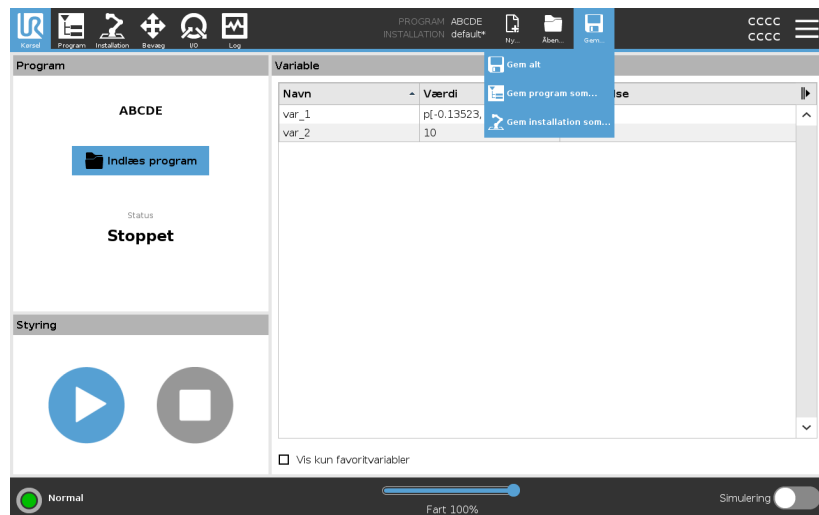 UR
PROGRAM ABCDE
INSTALLATION default*
cccc
cccc
Kørsel Program Installation Bevæg I/O Log
Ny... Åben... Gem...
Program
Variable
Gem alt
Gem program som...
Gem installation som...
Navn Værdi lse
var_1 p[-0.13523,
var_2 10
ABCDE
Indlæs program
Status
Stoppet
Styring
Vis kun favoritvariabler
Normal
Fart 100%
Simulering